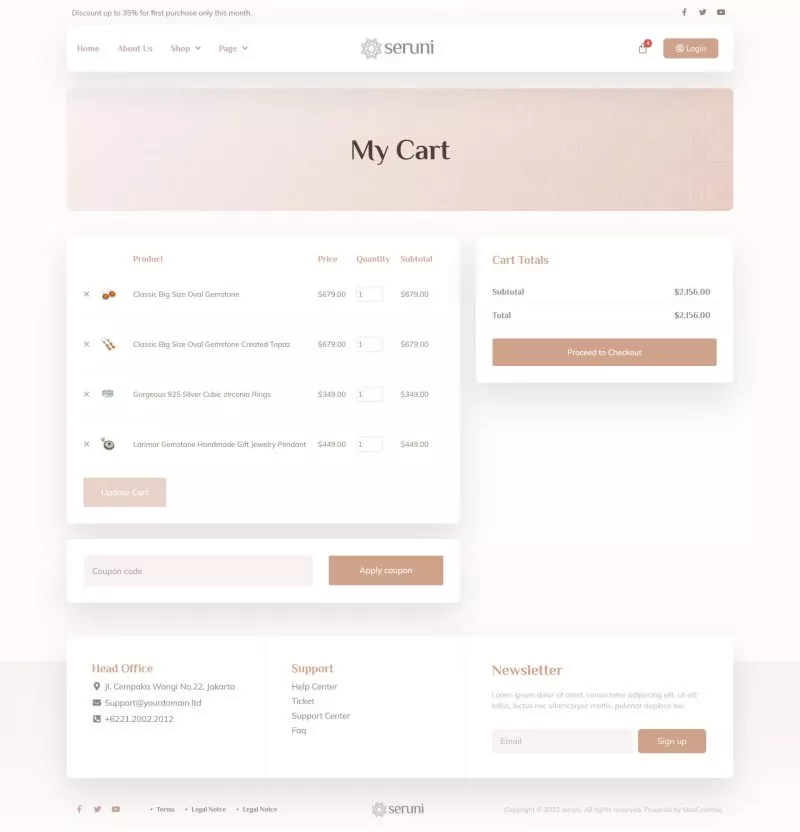 Discount up to 35% for first purchase only this month.
Home About Us Shop Page seruni 4 Login
My Cart
Product Price Quantity Subtotal
× Classic Big Size Oval Gemstone $679.00 1 $679.00
× Classic Big Size Oval Gemstone Created Topaz $679.00 1 $679.00
× Gorgeous 925 Silver Cubic zirconia Rings $349.00 1 $349.00
× Larimar Gemstone Handmade Gift Jewelry Pendant $449.00 1 $449.00
Update Cart
Coupon code Apply coupon
Cart Totals
Subtotal $2,156.00
Total $2,156.00
Proceed to Checkout
Head Office
Jl. Cempaka Wangi No.22, Jakarta
Support@yourdomain.ltd
+6221.2002.2012
Support
Help Center
Ticket
Support Center
Faq
Newsletter
Lorem ipsum dolor sit amet, consectetur adipiscing elit. Ut elit
tellus, luctus nec ullamcorper mattis, pulvinar dapibus leo.
Email Sign up
• Terms • Legal Notce • Legal Notce seruni Copyright © 2022 seruni, All rights reserved. Powered by MoxCreative.